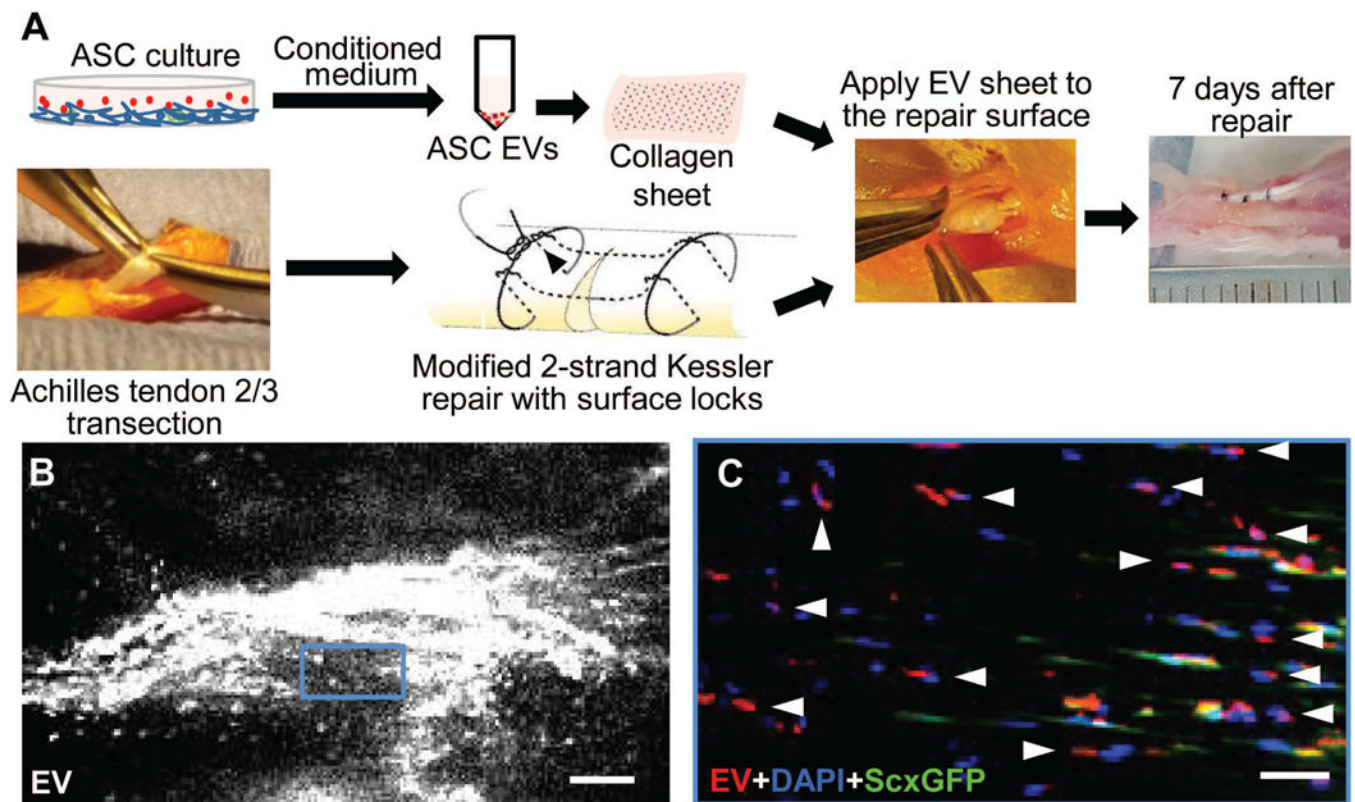 A
ASC culture
Conditioned
medium
ASC EVs
Collagen
sheet
Apply EV sheet to
the repair surface
7 days after
repair
Achilles tendon 2/3
transection
Modified 2-strand Kessler
repair with surface locks
B
EV
C
EV+DAPI+ScxGFP